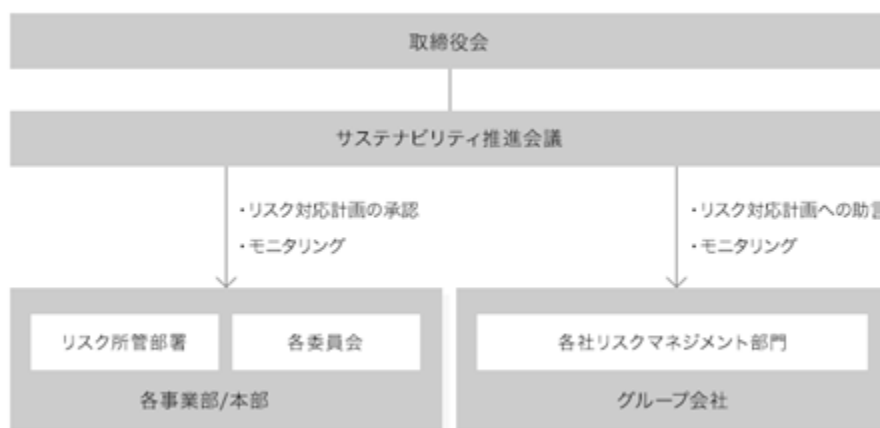 取締役会
サステナビリティ推進会議
・リスク対応計画の承認
・モニタリング
・リスク対応計画への助言
・モニタリング
リスク所管部署
各委員会
各事業部/本部
各社リスクマネジメント部門
グループ会社